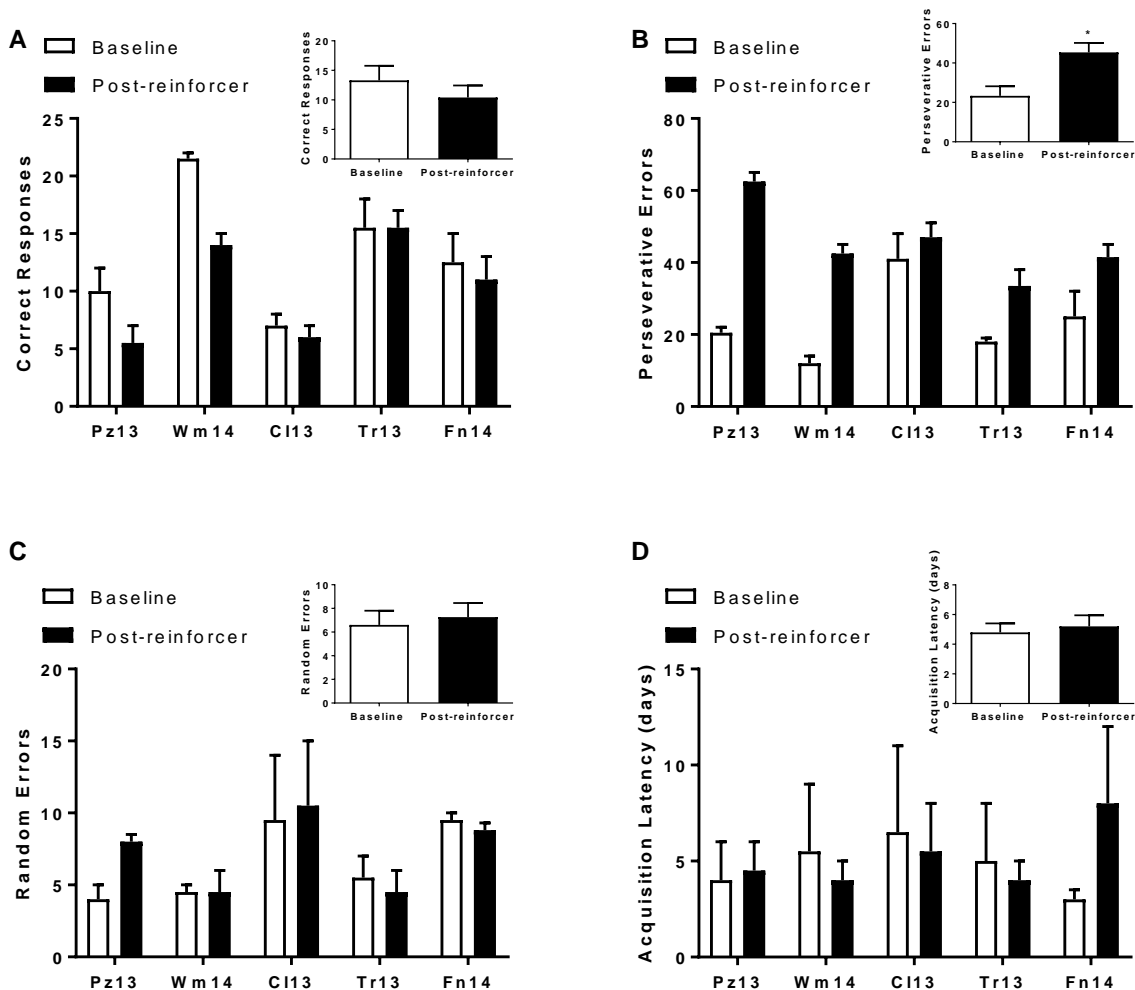 A
Baseline
Post-reinforcer
Correct Responses
25
20
15
10
5
0
Pz13 Wm14 Cl13 Tr13 Fn14
Correct Responses
20
15
10
5
0
Baseline Post-reinforcer
B
Baseline
Post-reinforcer
Perseverative Errors
80
60
40
20
0
Pz13 Wm14 Cl13 Tr13 Fn14
Perseverative Errors
60
40
20
0
*
Baseline Post-reinforcer
C
Baseline
Post-reinforcer
Random Errors
20
15
10
5
0
Pz13 Wm14 Cl13 Tr13 Fn14
Random Errors
10
8
6
4
2
0
Baseline Post-reinforcer
D
Baseline
Post-reinforcer
Acquisition Latency (days)
15
10
5
0
Pz13 Wm14 Cl13 Tr13 Fn14
Acquisition Latency (days)
8
6
4
2
0
Baseline Post-reinforcer